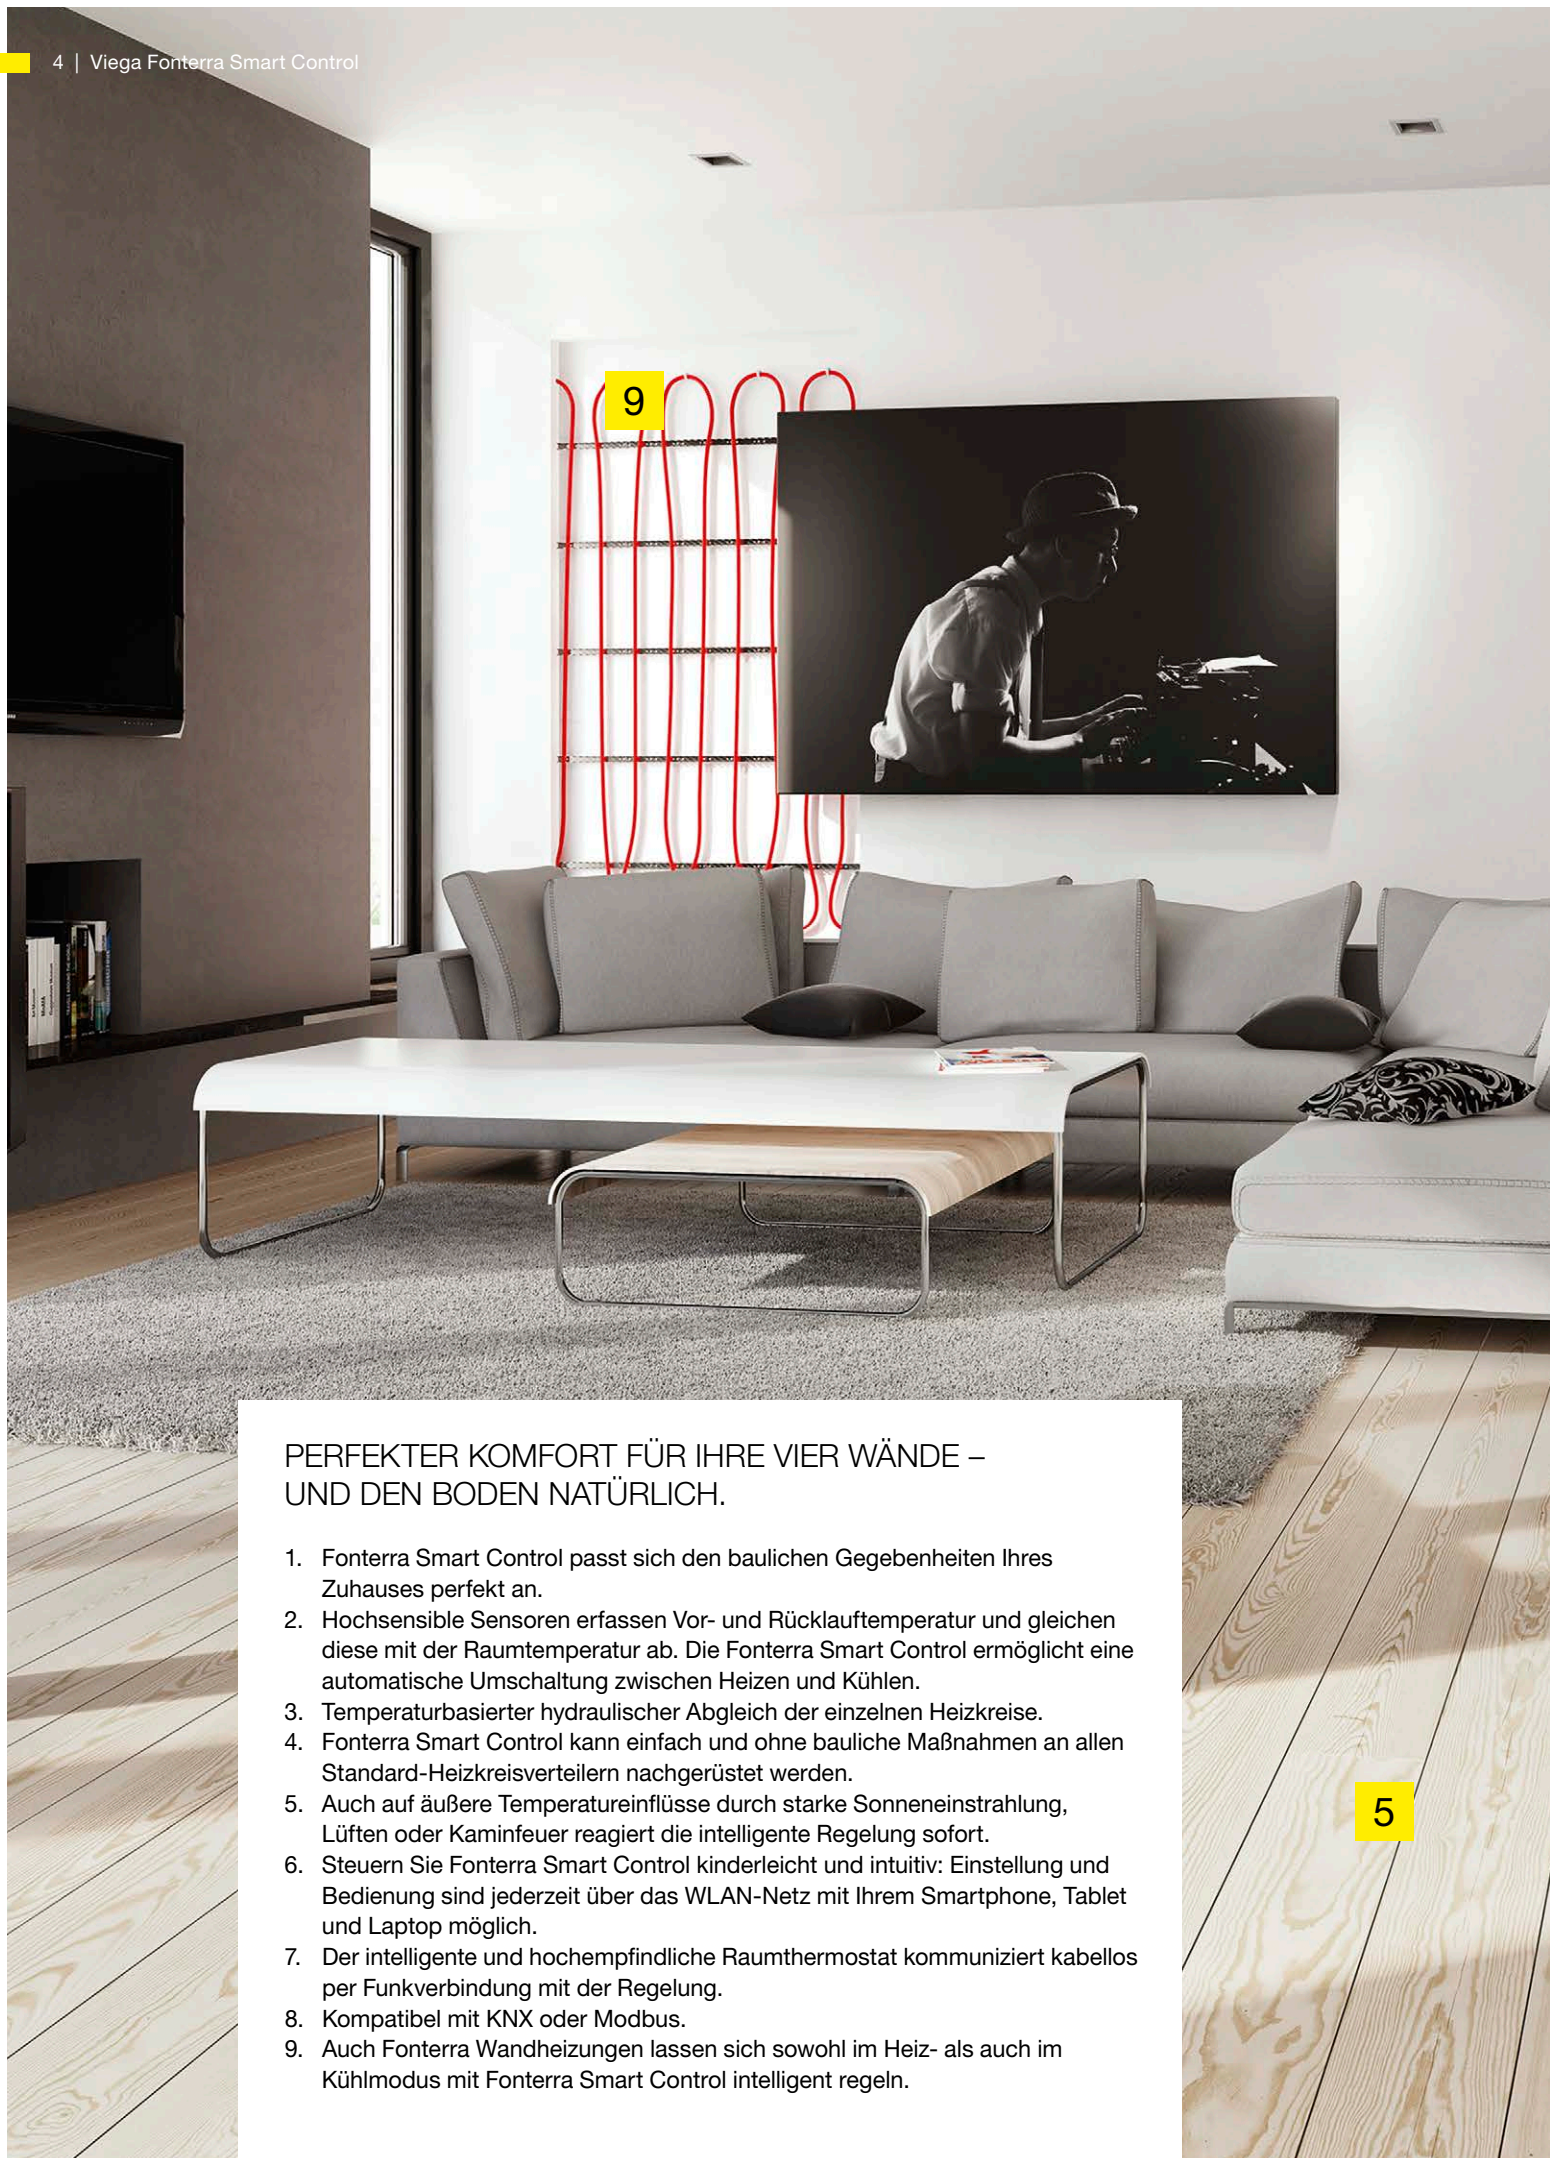 4 | Viega Fonterra Smart Control
9
PERFEKTER KOMFORT FÜR IHRE VIER WÄNDE –
UND DEN BODEN NATÜRLICH.
1. Fonterra Smart Control passt sich den baulichen Gegebenheiten Ihres
Zuhauses perfekt an.
2. Hochsensible Sensoren erfassen Vor- und Rücklauftemperatur und gleichen
diese mit der Raumtemperatur ab. Die Fonterra Smart Control ermöglicht eine
automatische Umschaltung zwischen Heizen und Kühlen.
3. Temperaturbasierter hydraulischer Abgleich der einzelnen Heizkreise.
4. Fonterra Smart Control kann einfach und ohne bauliche Maßnahmen an allen
Standard-Heizkreisverteilern nachgerüstet werden.
5. Auch auf äußere Temperatureinflüsse durch starke Sonneneinstrahlung,
Lüften oder Kaminfeuer reagiert die intelligente Regelung sofort.
6. Steuern Sie Fonterra Smart Control kinderleicht und intuitiv: Einstellung und
Bedienung sind jederzeit über das WLAN-Netz mit Ihrem Smartphone, Tablet
und Laptop möglich.
7. Der intelligente und hochempfindliche Raumthermostat kommuniziert kabellos
per Funkverbindung mit der Regelung.
8. Kompatibel mit KNX oder Modbus.
9. Auch Fonterra Wandheizungen lassen sich sowohl im Heiz- als auch im
Kühlmodus mit Fonterra Smart Control intelligent regeln.
5